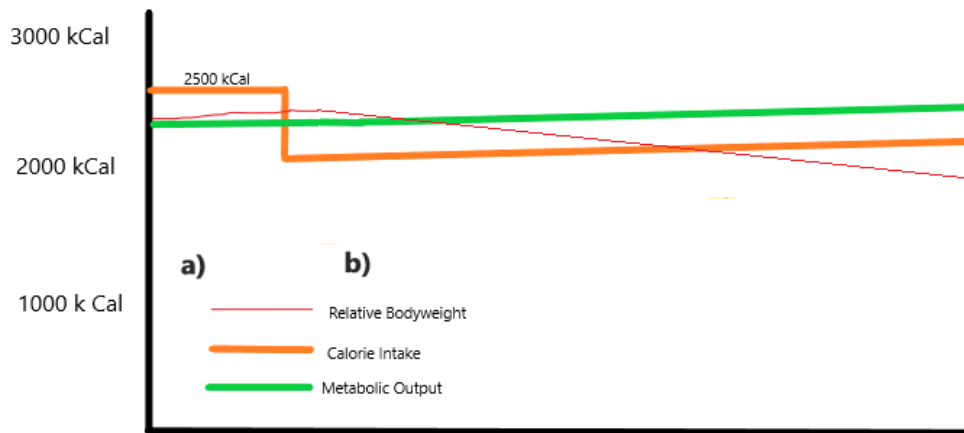 3000 kCal
2500 kCal
2000 kCal
a) b)
1000 k Cal
Relative Bodyweight
Calorie Intake
Metabolic Output